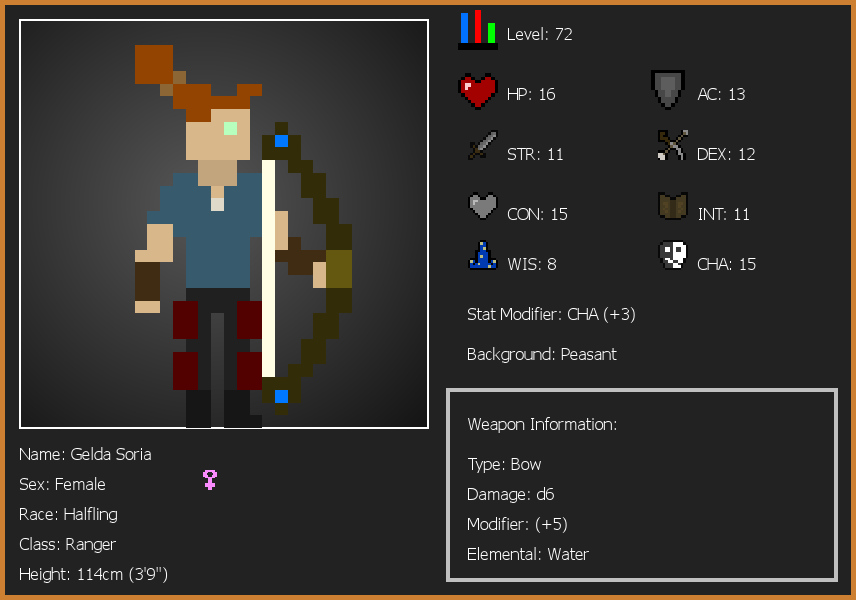 Level: 72
HP: 16
AC: 13
STR: 11
DEX: 12
CON: 15
INT: 11
WIS: 8
CHA: 15
Stat Modifier: CHA (+3)
Background: Peasant
Weapon Information:
Type: Bow
Damage: d6
Modifier: (+5)
Elemental: Water
Name: Gelda Soria
Sex: Female
Race: Halfling
Class: Ranger
Height: 114cm (3'9")